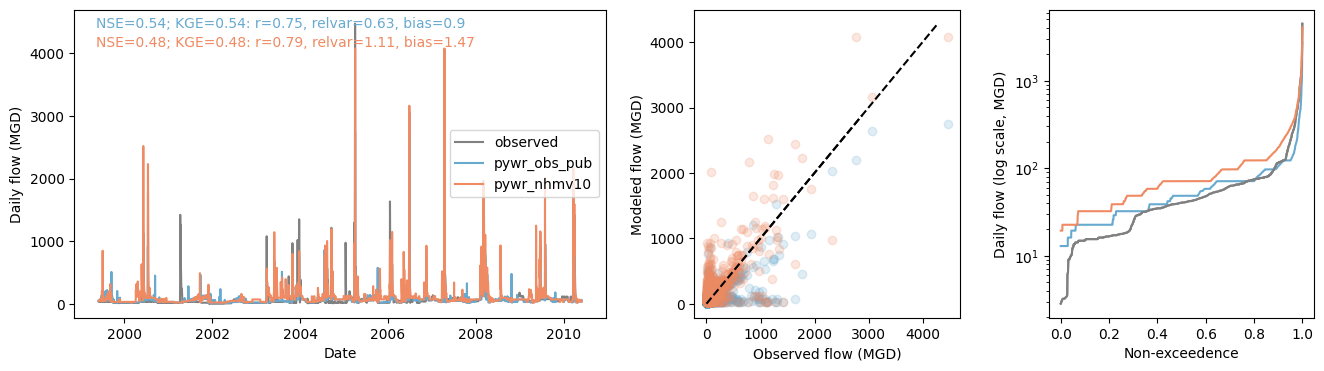 NSE=0.54; KGE=0.54: r=0.75, relvar=0.63, bias=0.9
NSE=0.48; KGE=0.48: r=0.79, relvar=1.11, bias=1.47
Daily flow (MGD)
4000
3000
2000
1000
0
observed
pywr_obs_pub
pywr_nhmv10
2000
2002
2004
2006
2008
2010
Date
Modeled flow (MGD)
4000
3000
2000
1000
0
0
1000
2000
3000
4000
Observed flow (MGD)
Daily flow (log scale, MGD)
10³
10²
10¹
0.0
0.2
0.4
0.6
0.8
1.0
Non-exceedence